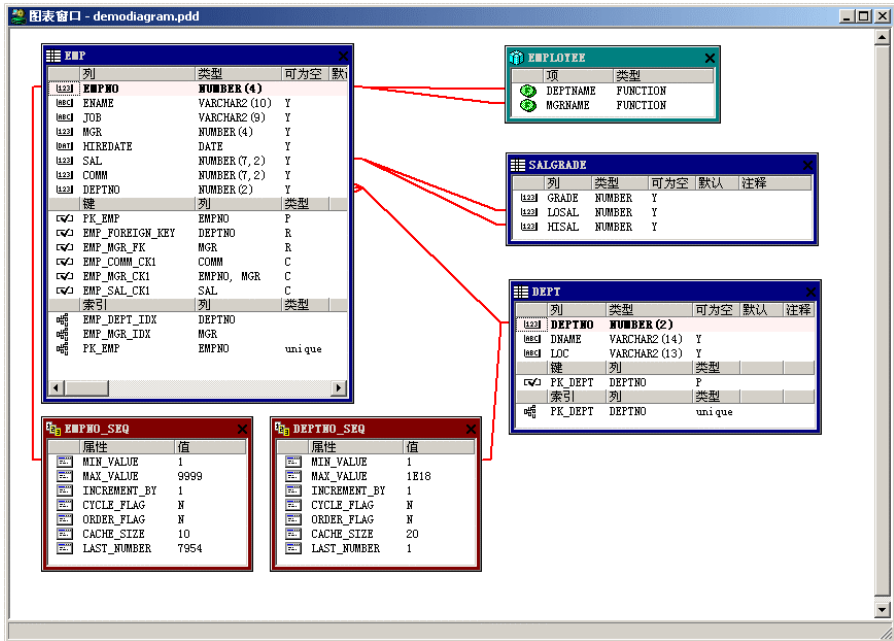 图表窗口 - demodiagram.pdd
EMP
列 类型 可为空 默认
EMPNO NUMBER(4)
ENAME VARCHAR2(10) Y
JOB VARCHAR2(9) Y
MGR NUMBER(4) Y
HIREDATE DATE Y
SAL NUMBER(7,2) Y
COMM NUMBER(7,2) Y
DEPTNO NUMBER(2) Y
键 列 类型
PK_EMP EMPNO P
EMP_FOREIGN_KEY DEPTNO R
EMP_MGR_FK MGR R
EMP_COMM_CK1 COMM C
EMP_MGR_CK1 EMPNO, MGR C
EMP_SAL_CK1 SAL C
索引 列 类型
EMP_DEPT_IDX DEPTNO
EMP_MGR_IDX MGR
PK_EMP EMPNO unique
EMPLOYEE
项 类型
DEPTNAME FUNCTION
MGRNAME FUNCTION
SALGRADE
列 类型 可为空 默认 注释
GRADE NUMBER Y
LOSAL NUMBER Y
HISAL NUMBER Y
DEPT
列 类型 可为空 默认 注释
DEPTNO NUMBER(2)
DNAME VARCHAR2(14) Y
LOC VARCHAR2(13) Y
键 列 类型
PK_DEPT DEPTNO P
索引 列 类型
PK_DEPT DEPTNO unique
EMPNO_SEQ
属性 值
MIN_VALUE 1
MAX_VALUE 9999
INCREMENT_BY 1
CYCLE_FLAG N
ORDER_FLAG N
CACHE_SIZE 10
LAST_NUMBER 7954
DEPTNO_SEQ
属性 值
MIN_VALUE 1
MAX_VALUE 1E18
INCREMENT_BY 1
CYCLE_FLAG N
ORDER_FLAG N
CACHE_SIZE 20
LAST_NUMBER 1